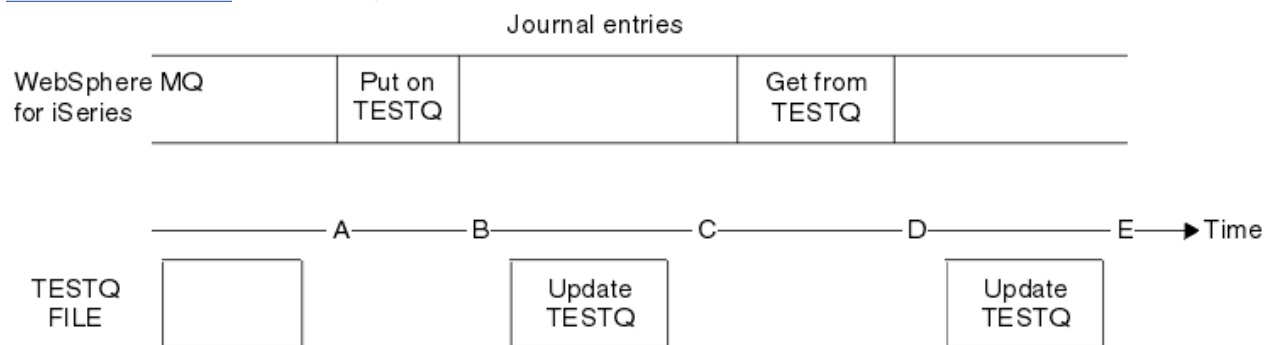 Journal entries
WebSphere MQ
for iSeries
Put on
TESTQ
Get from
TESTQ
A
B
C
D
E
Time
TESTQ
FILE
Update
TESTQ
Update
TESTQ